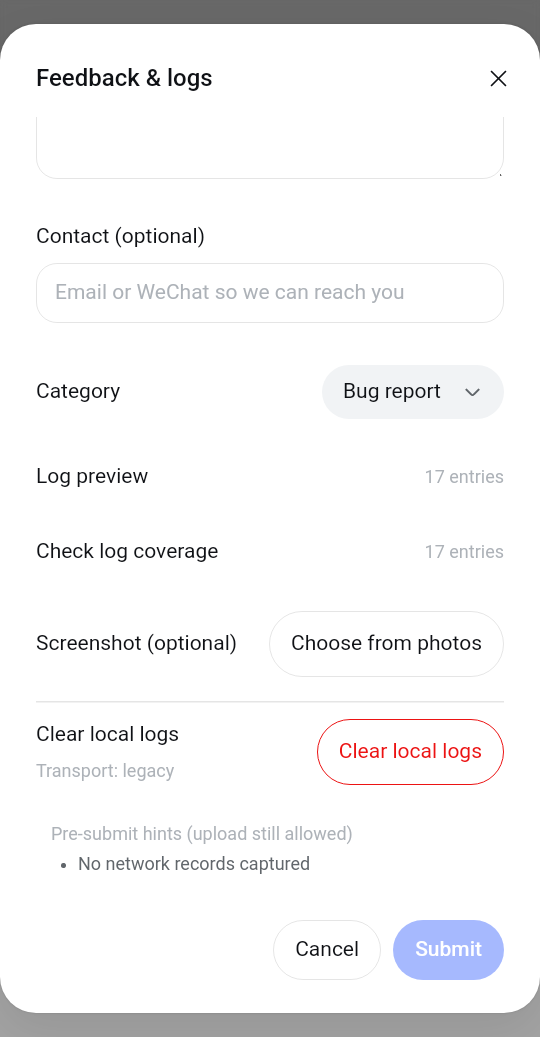 Feedback & logs
Contact (optional)
Email or WeChat so we can reach you
Category
Bug report
Log preview
17 entries
Check log coverage
17 entries
Screenshot (optional)
Choose from photos
Clear local logs
Transport: legacy
Clear local logs
Pre-submit hints (upload still allowed)
• No network records captured
Cancel
Submit